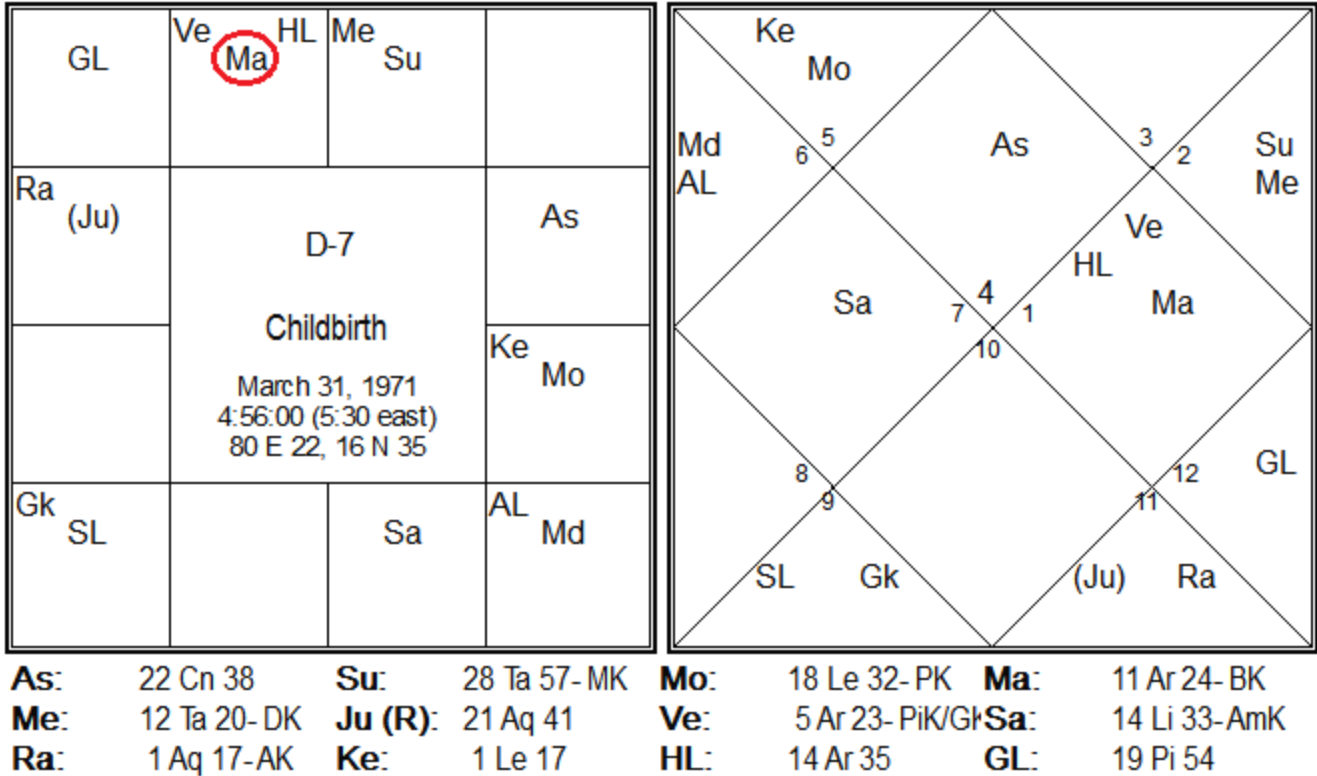 GL
Ve HL
Ma
Me
Su
Ra
(Ju)
As
D-7
Childbirth
March 31, 1971
4:56:00 (5:30 east)
80 E 22, 16 N 35
Ke
Mo
Gk
SL
Sa
AL
Md
Ke
Mo
Md
AL
5
6
As
3
2
Su
Me
Ve
HL
Ma
Sa
7
4
1
10
8
9
12
11
GL
SL Gk
(Ju) Ra
As: 22 Cn 38 Su: 28 Ta 57- MK Mo: 18 Le 32- PK Ma: 11 Ar 24- BK
Me: 12 Ta 20- DK Ju (R): 21 Aq 41 Ve: 5 Ar 23- PiK/Gk Sa: 14 Li 33- AmK
Ra: 1 Aq 17- AK Ke: 1 Le 17 HL: 14 Ar 35 GL: 19 Pi 54